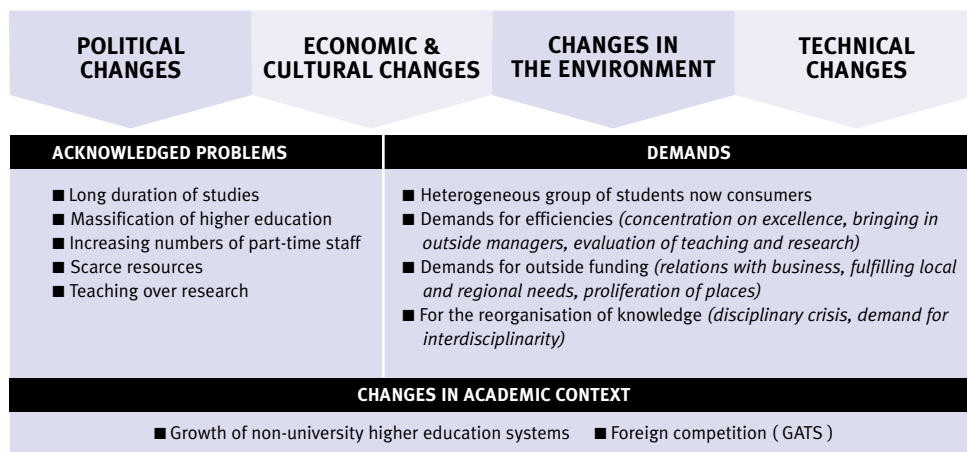 POLITICAL
CHANGES
ECONOMIC &
CULTURAL CHANGES
CHANGES IN
THE ENVIRONMENT
TECHNICAL
CHANGES
ACKNOWLEDGED PROBLEMS
■ Long duration of studies
■ Massification of higher education
■ Increasing numbers of part-time staff
■ Scarce resources
■ Teaching over research
DEMANDS
■ Heterogeneous group of students now consumers
■ Demands for efficiencies (concentration on excellence, bringing in
outside managers, evaluation of teaching and research)
■ Demands for outside funding (relations with business, fulfilling local
and regional needs, proliferation of places)
■ For the reorganisation of knowledge (disciplinary crisis, demand for
interdisciplinarity)
CHANGES IN ACADEMIC CONTEXT
■ Growth of non-university higher education systems ■ Foreign competition ( GATS )